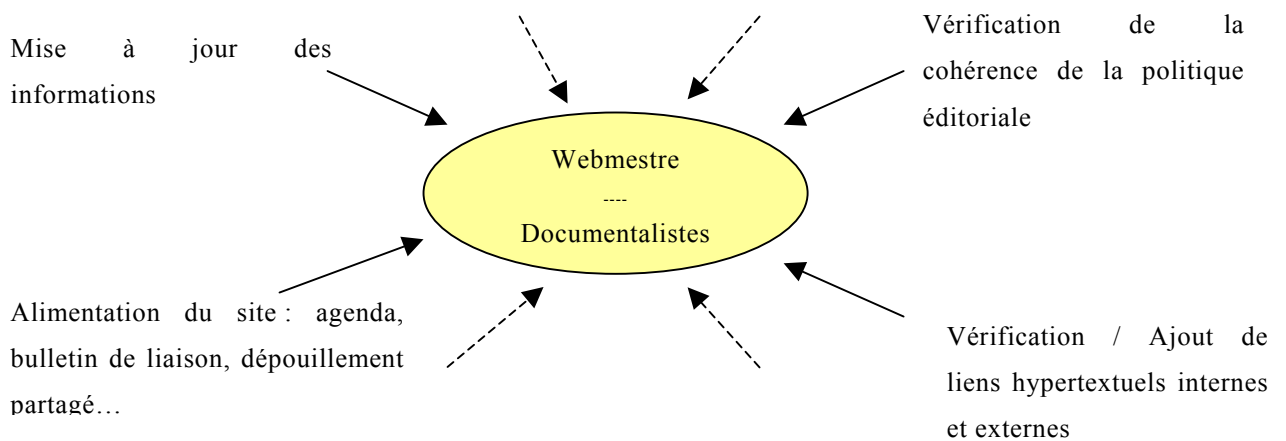 Mise à jour des
informations
Vérification de la
cohérence de la politique
éditoriale
Webmestre
----
Documentalistes
Alimentation du site : agenda,
bulletin de liaison, dépouillement
partagé…
Vérification / Ajout de
liens hypertextuels internes
et externes